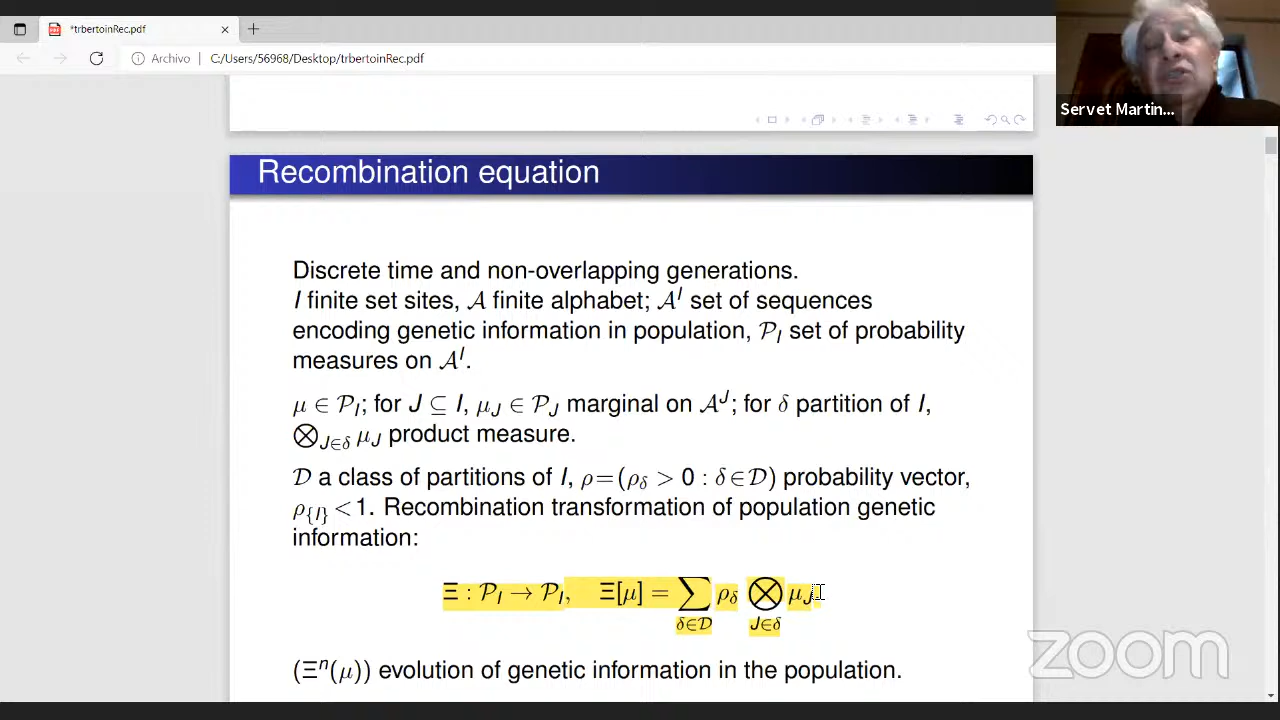 *trbertoinRec.pdf
Archivo | C:/Users/56968/Desktop/trbertoinRec.pdf
Servet Martin...
Recombination equation
Discrete time and non-overlapping generations.
I finite set sites, 𝒜 finite alphabet; 𝒜^I set of sequences
encoding genetic information in population, 𝒫_I set of probability
measures on 𝒜^I.
μ ∈ 𝒫_I; for J ⊆ I, μ_J ∈ 𝒫_J marginal on 𝒜^J; for δ partition of I,
⊗_{J∈δ} μ_J product measure.
𝒟 a class of partitions of I, ρ=(ρ_δ > 0 : δ∈𝒟) probability vector,
ρ_{{I}} <1. Recombination transformation of population genetic
information:
Ξ : 𝒫_I → 𝒫_I, Ξ[μ] = ∑_{δ∈𝒟} ρ_δ ⊗_{J∈δ} μ_J
(Ξ^n(μ)) evolution of genetic information in the population.
zoom